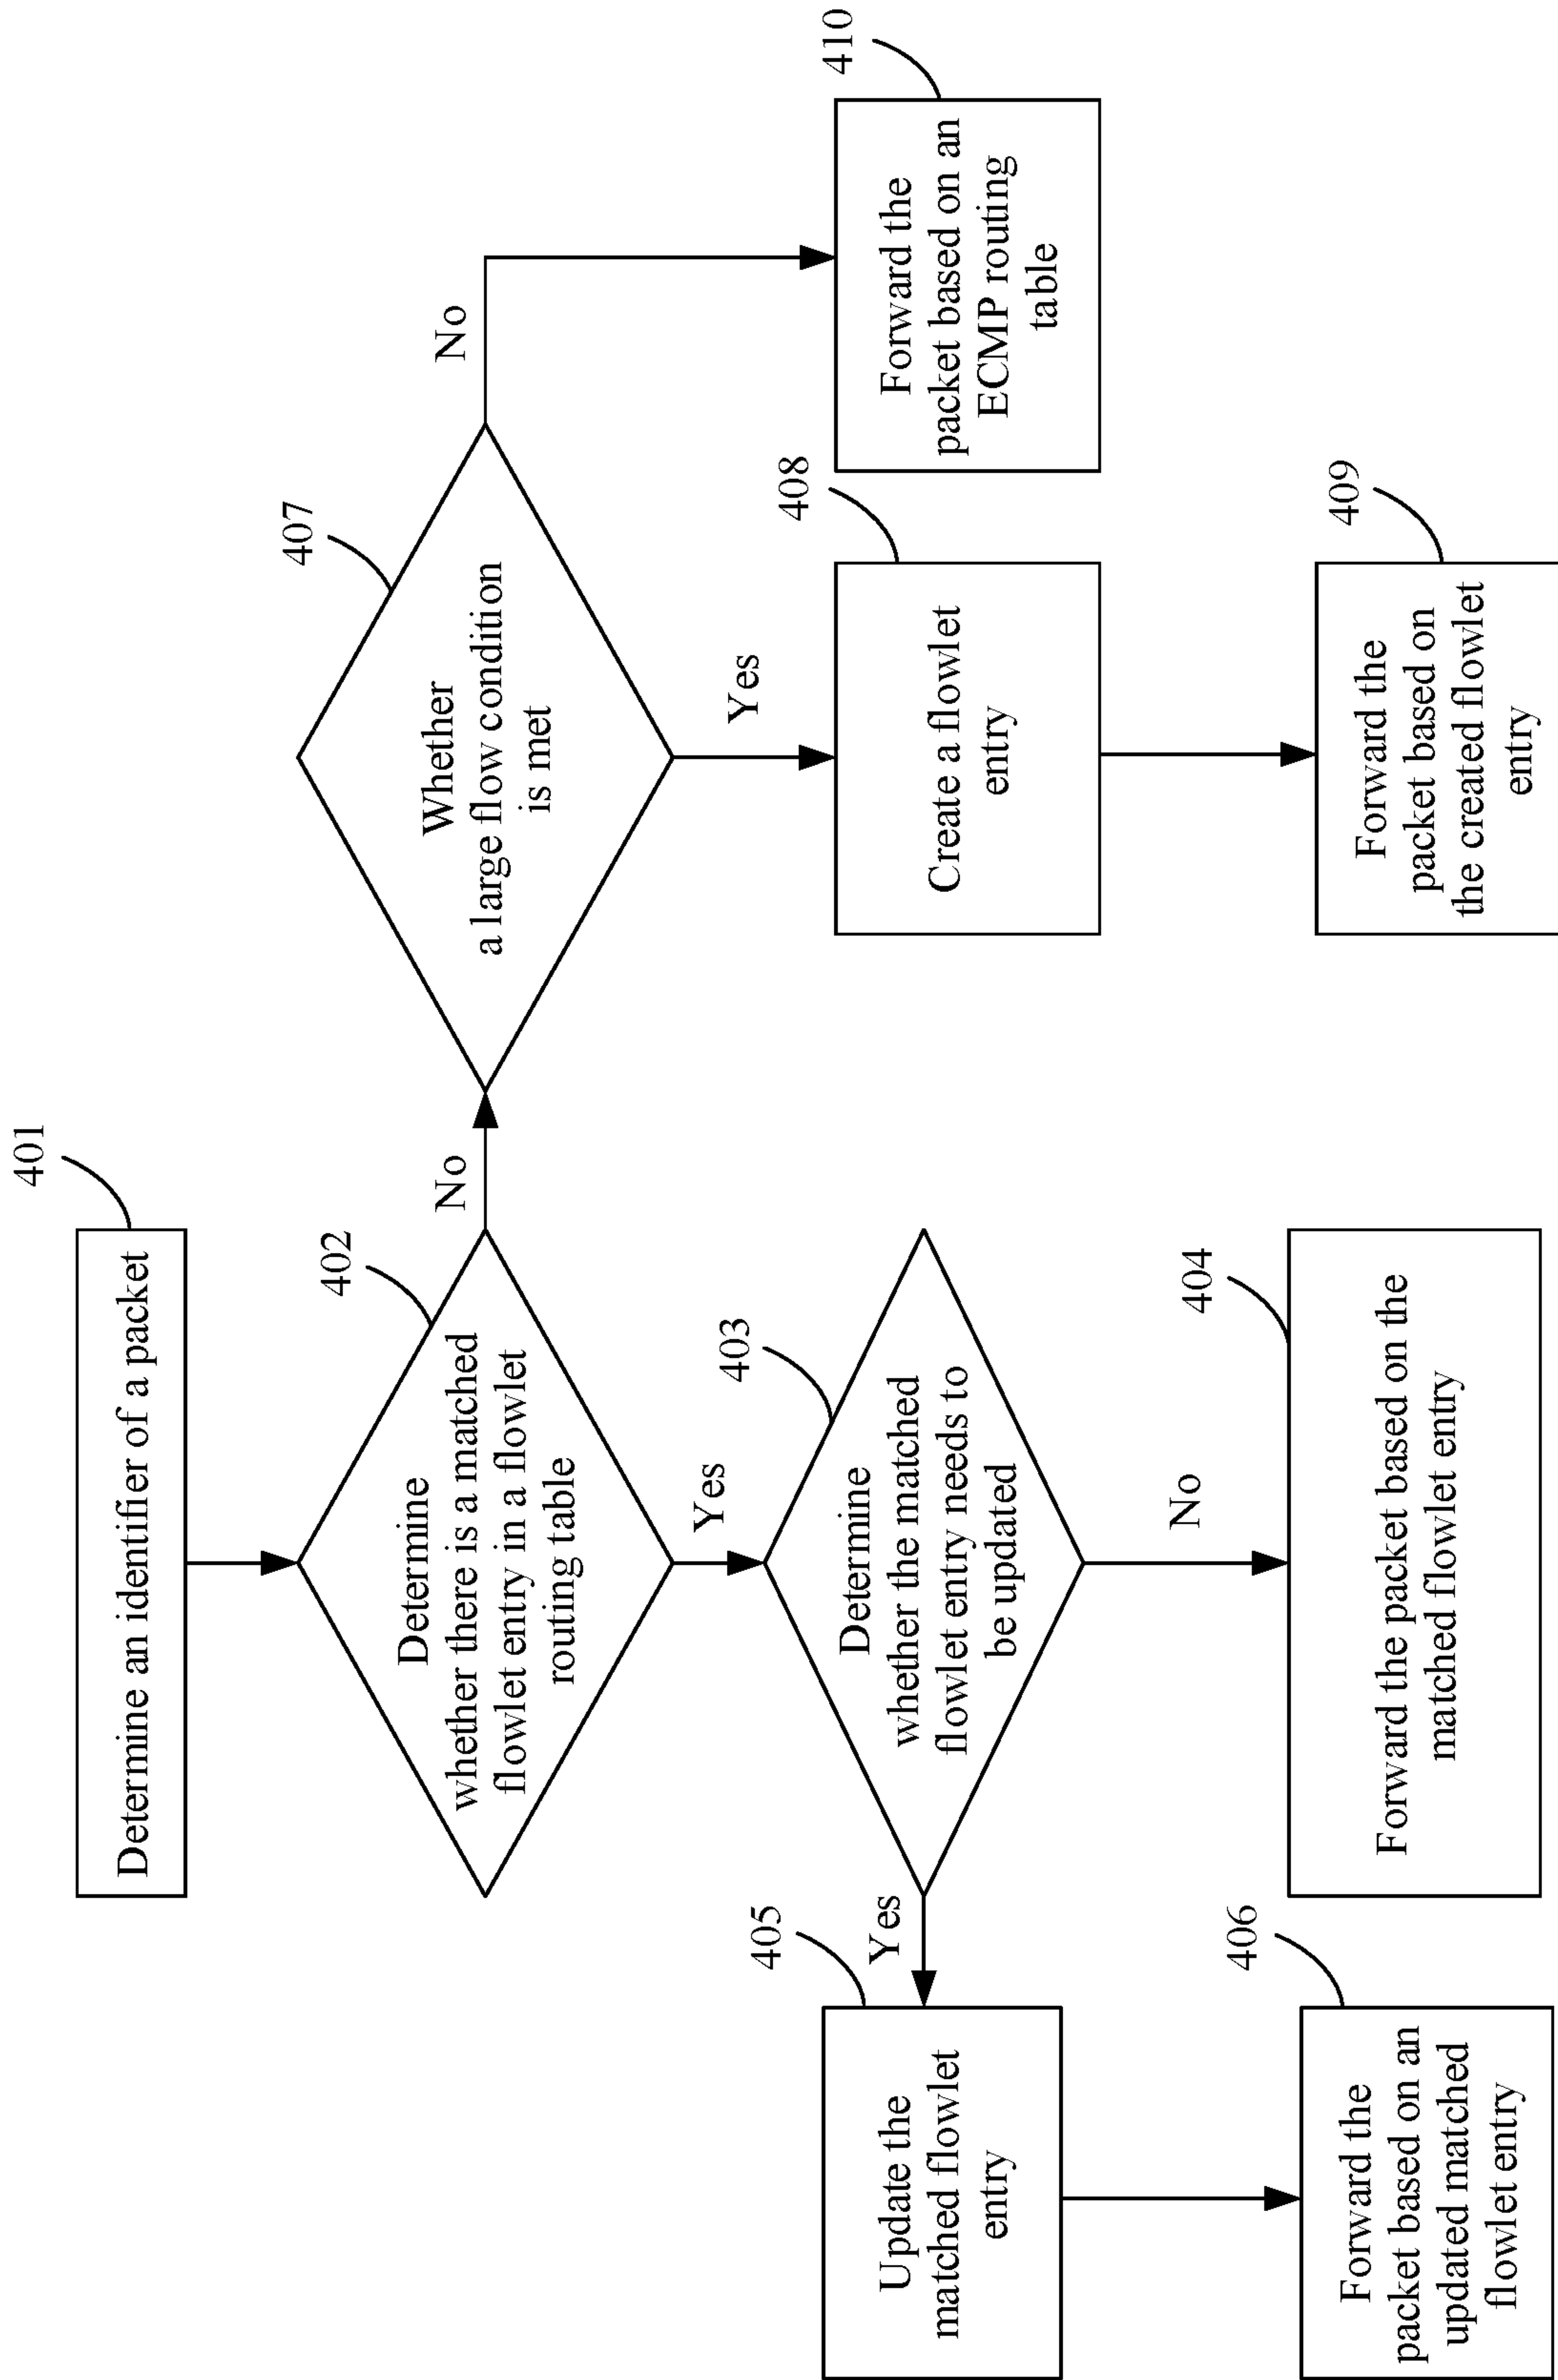 401
Determine an identifier of a packet
402
Determine
whether there is a matched
flowlet entry in a flowlet
routing table
No
407
Whether
a large flow condition
is met
No
Yes
Yes
403
Determine
whether the matched
flowlet entry needs to
be updated
405
Yes
Update the
matched flowlet
entry
408
Create a flowlet
entry
410
Forward the
packet based on an
ECMP routing
table
No
406
Forward the
packet based on an
updated matched
flowlet entry
404
Forward the packet based on the
matched flowlet entry
409
Forward the
packet based on
the created flowlet
entry